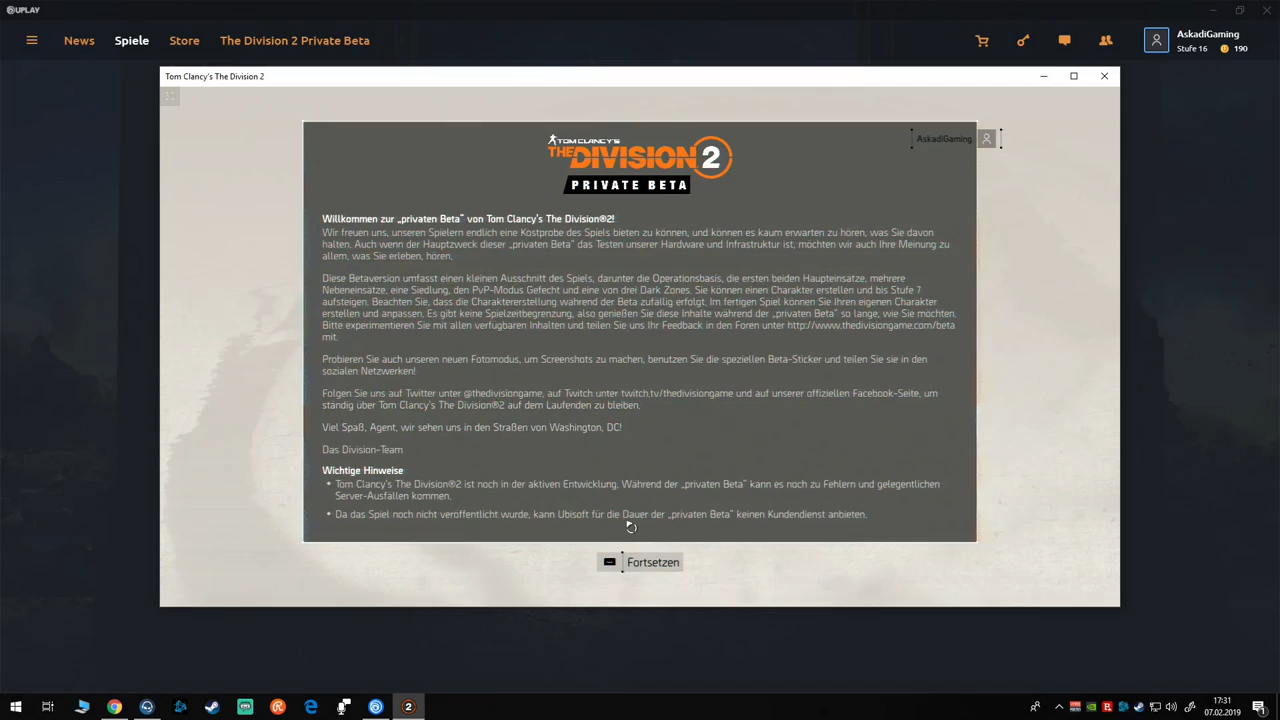 UPLAY
News Spiele Store The Division 2 Private Beta
AskadiGaming
Stufe 16 190
Tom Clancy's The Division 2
AskadiGaming
TOM CLANCY'S
THE DIVISION 2
PRIVATE BETA
Willkommen zur „privaten Beta" von Tom Clancy's The Division®2!
Wir freuen uns, unseren Spielern endlich eine Kostprobe des Spiels bieten zu können, und können es kaum erwarten zu hören, was Sie davon
halten. Auch wenn der Hauptzweck dieser „privaten Beta" das Testen unserer Hardware und Infrastruktur ist, möchten wir auch Ihre Meinung zu
allem, was Sie erleben, hören.
Diese Betaversion umfasst einen kleinen Ausschnitt des Spiels, darunter die Operationsbasis, die ersten beiden Haupteinsätze, mehrere
Nebeneinsätze, eine Siedlung, den PvP-Modus Gefecht und eine von drei Dark Zones. Sie können einen Charakter erstellen und bis Stufe 7
aufsteigen. Beachten Sie, dass die Charaktererstellung während der Beta zufällig erfolgt. Im fertigen Spiel können Sie Ihren eigenen Charakter
erstellen und anpassen. Es gibt keine Spielzeitbegrenzung, also genießen Sie diese Inhalte während der „privaten Beta" so lange, wie Sie möchten.
Bitte experimentieren Sie mit allen verfügbaren Inhalten und teilen Sie uns Ihr Feedback in den Foren unter http://www.thedivisiongame.com/beta
mit.
Probieren Sie auch unseren neuen Fotomodus, um Screenshots zu machen, benutzen Sie die speziellen Beta-Sticker und teilen Sie sie in den
sozialen Netzwerken!
Folgen Sie uns auf Twitter unter @thedivisiongame, auf Twitch unter twitch.tv/thedivisiongame und auf unserer offiziellen Facebook-Seite, um
ständig über Tom Clancy's The Division®2 auf dem Laufenden zu bleiben.
Viel Spaß, Agent, wir sehen uns in den Straßen von Washington, DC!
Das Division-Team
Wichtige Hinweise
• Tom Clancy's The Division®2 ist noch in der aktiven Entwicklung. Während der „privaten Beta" kann es noch zu Fehlern und gelegentlichen
Server-Ausfällen kommen.
• Da das Spiel noch nicht veröffentlicht wurde, kann Ubisoft für die Dauer der „privaten Beta" keinen Kundendienst anbieten.
Fortsetzen
17:31
07.02.2019